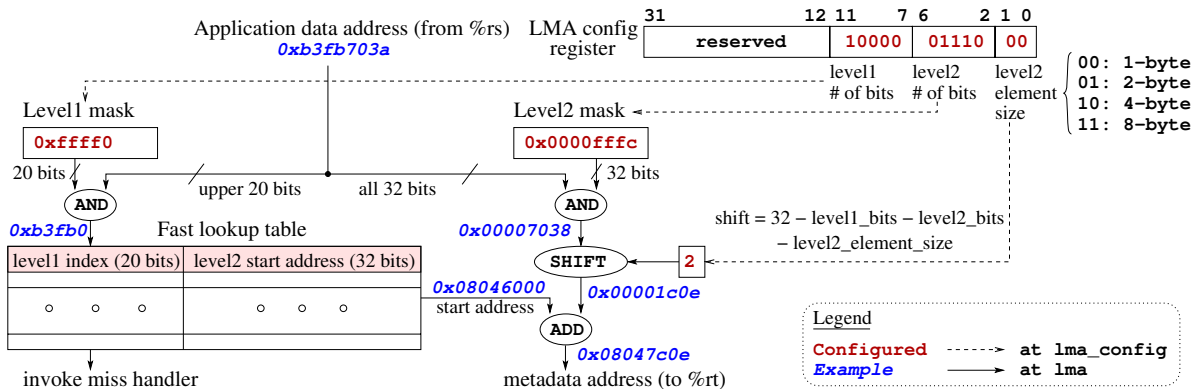 31 12 11 7 6 2 1 0
Application data address (from %rs)
0xb3fb703a
LMA config
register
reserved 10000 01110 00
level1
# of bits
level2
# of bits
level2
element
size
00: 1-byte
01: 2-byte
10: 4-byte
11: 8-byte
Level1 mask
0xffff0
Level2 mask
0x0000fffc
20 bits
upper 20 bits
all 32 bits
32 bits
AND
AND
0xb3fb0
Fast lookup table
0x00007038
shift = 32 − level1_bits − level2_bits
− level2_element_size
level1 index (20 bits) level2 start address (32 bits)
SHIFT
2
0x08046000
start address
0x00001c0e
ADD
0x08047c0e
invoke miss handler
metadata address (to %rt)
Legend
Configured at lma_config
Example at lma